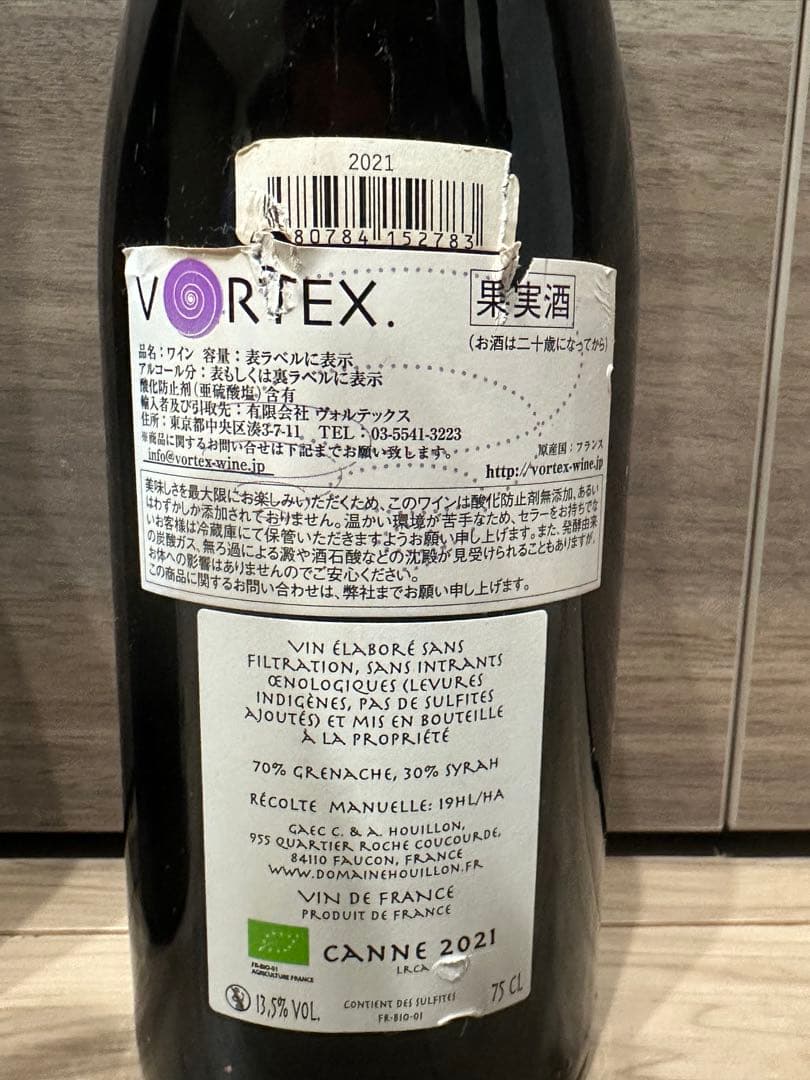 2021
4 80784 152783
VORTEX.
果実酒
(お酒は二十歳になってから)
品名：ワイン 容量：表ラベルに表示
アルコール分：表もしくは裏ラベルに表示
酸化防止剤(亜硫酸塩)含有
輸入者及び引取先：有限会社 ヴォルテックス
住所：東京都中央区湊3-7-11 TEL：03-5541-3223
※商品に関するお問い合せは下記までお願い致します。
原産国：フランス
info@vortex-wine.jp http://vortex-wine.jp
美味しさを最大限にお楽しみいただくため、このワインは酸化防止剤無添加、あるい
はわずかしか添加されておりません。温かい環境が苦手なため、セラーをお持ちでな
いお客様は冷蔵庫にて保管いただきますようお願い申し上げます。また、発酵由来
の炭酸ガス、無ろ過による澱や酒石酸などの沈殿が見受けられることもありますが、
お体への影響はありませんのでご安心ください。
この商品に関するお問い合わせは、弊社までお願い申し上げます。
VIN ÉLABORÉ SANS
FILTRATION, SANS INTRANTS
ŒNOLOGIQUES (LEVURES
INDIGÈNES, PAS DE SULFITES
AJOUTÉS) ET MIS EN BOUTEILLE
À LA PROPRIÉTÉ
70% GRENACHE, 30% SYRAH
RÉCOLTE MANUELLE: 19HL/HA
GAEC C. & A. HOUILLON,
955 QUARTIER ROCHE COUCOURDE,
84110 FAUCON, FRANCE
WWW.DOMAINEHOUILLON.FR
VIN DE FRANCE
PRODUIT DE FRANCE
CANNE 2021
LRCA
FR-BIO-01
AGRICULTURE FRANCE
13,5% VOL.
CONTIENT DES SULFITES
FR-BIO-01
75 CL